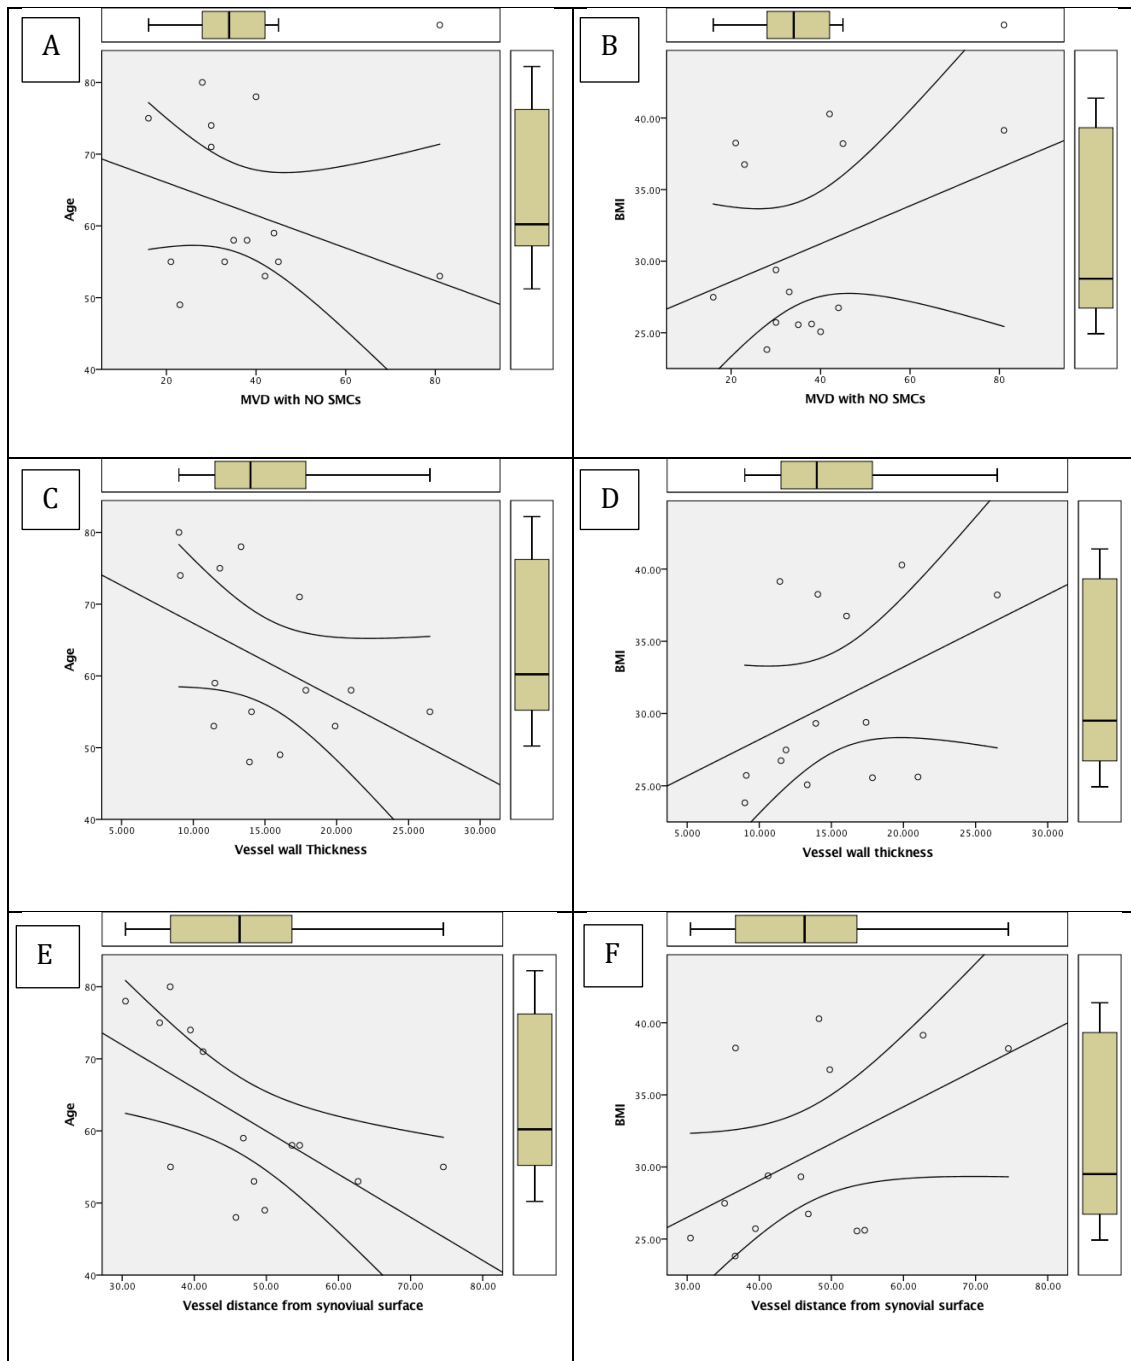 A
80
70
60
50
40
Age
20 40 60 80
MVD with NO SMCs
B
40.00
35.00
30.00
25.00
BMI
20 40 60 80
MVD with NO SMCs
C
80
70
60
50
40
Age
5.000 10.000 15.000 20.000 25.000 30.000
Vessel wall Thickness
D
40.00
35.00
30.00
25.00
BMI
5.000 10.000 15.000 20.000 25.000 30.000
Vessel wall thickness
E
80
70
60
50
40
Age
30.00 40.00 50.00 60.00 70.00 80.00
Vessel distance from synoviual surface
F
40.00
35.00
30.00
25.00
BMI
30.00 40.00 50.00 60.00 70.00 80.00
Vessel distance from synovial surface